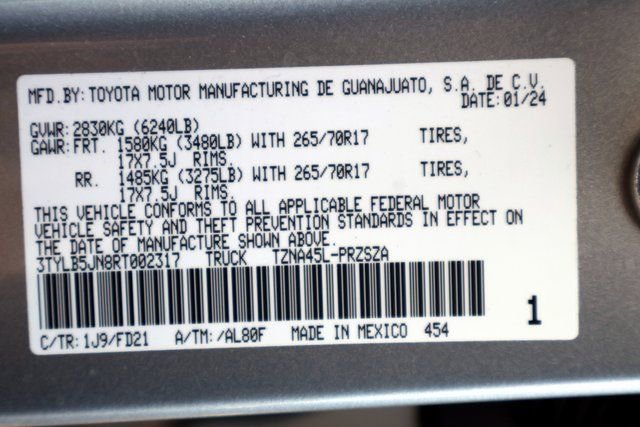 MFD.BY:TOYOTA MOTOR MANUFACTURING DE GUANAJUATO, S.A. DE C.V.
DATE:01/24
GVWR:2830KG (6240LB)
GAWR:FRT. 1580KG (3480LB) WITH 265/70R17 TIRES,
17X7.5J RIMS.
RR. 1485KG (3275LB) WITH 265/70R17 TIRES,
17X7.5J RIMS.
THIS VEHICLE CONFORMS TO ALL APPLICABLE FEDERAL MOTOR
VEHICLE SAFETY AND THEFT PREVENTION STANDARDS IN EFFECT ON
THE DATE OF MANUFACTURE SHOWN ABOVE.
3TYLB5JN8RT002317 TRUCK TZNA45L-PRZSZA
1
C/TR:1J9/FD21 A/TM:/AL80F MADE IN MEXICO 454